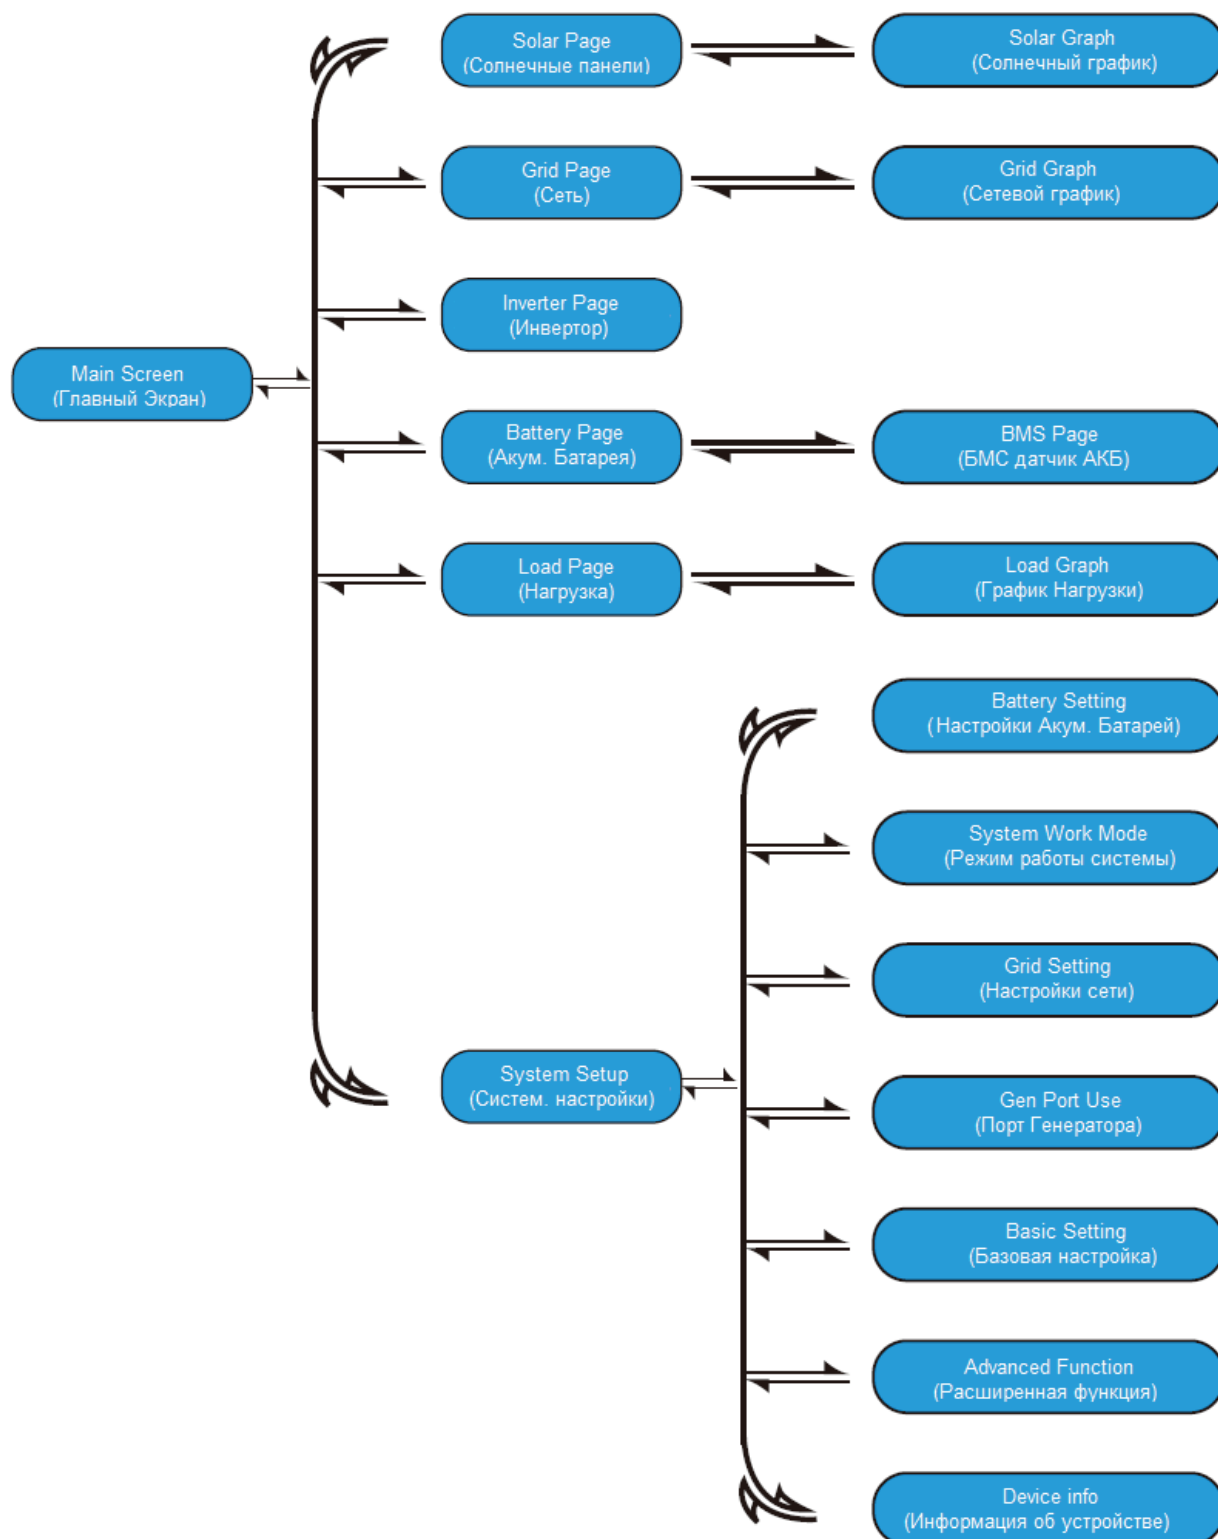 Solar Page
(Солнечные панели)
Solar Graph
(Солнечный график)
Grid Page
(Сеть)
Grid Graph
(Сетевой график)
Inverter Page
(Инвертор)
Main Screen
(Главный Экран)
Battery Page
(Акум. Батарея)
BMS Page
(БМС датчик АКБ)
Load Page
(Нагрузка)
Load Graph
(График Нагрузки)
Battery Setting
(Настройки Акум. Батарей)
System Work Mode
(Режим работы системы)
Grid Setting
(Настройки сети)
System Setup
(Систем. настройки)
Gen Port Use
(Порт Генератора)
Basic Setting
(Базовая настройка)
Advanced Function
(Расширенная функция)
Device info
(Информация об устройстве)